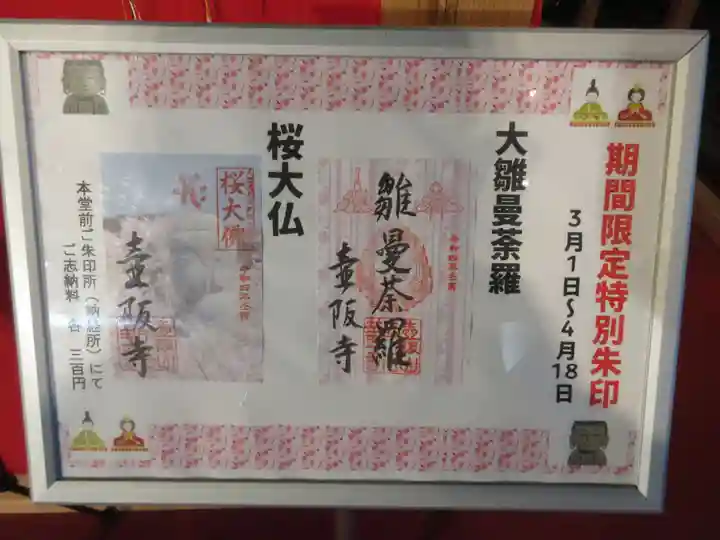 期間限定特別朱印
3月1日〜4月18日
大雛曼荼羅
雛曼荼羅
壷阪寺
桜大仏
桜大佛
壷阪寺
本堂前ご朱印所（納経所）にて
ご志納料 各 三百円